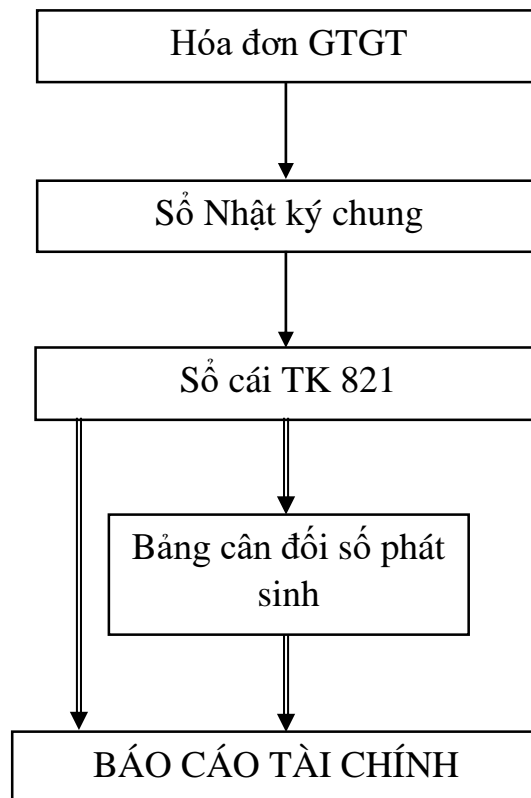 Hóa đơn GTGT
Sổ Nhật ký chung
Sổ cái TK 821
Bảng cân đối số phát
sinh
BÁO CÁO TÀI CHÍNH